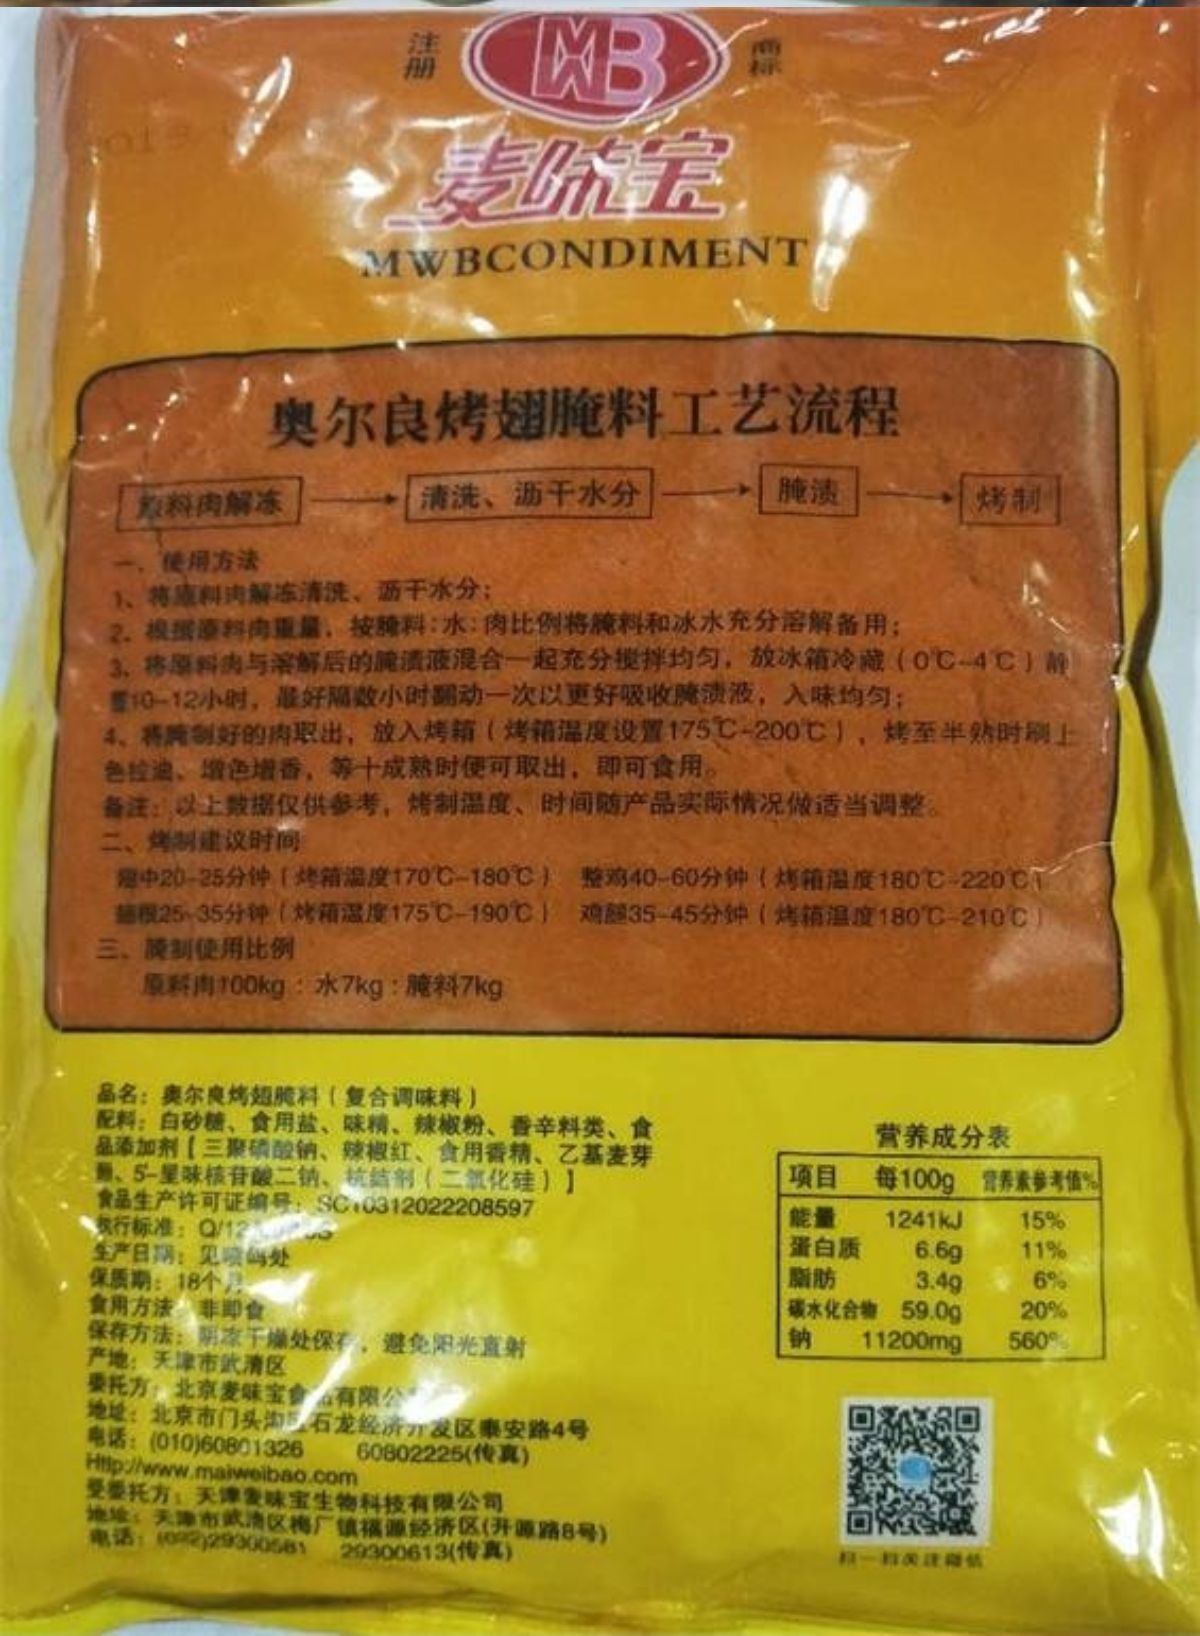 注册
MWB
商标
麦味宝
MWBCONDIMENT
奥尔良烤翅腌料工艺流程
原料肉解冻 → 清洗、沥干水分 → 腌渍 → 烤制
一、使用方法
1、将原料肉解冻清洗、沥干水分;
2、根据原料肉重量,按腌料:水:肉比例将腌料和冰水充分溶解备用;
3、将原料肉与溶解后的腌渍液混合一起充分搅拌均匀,放冰箱冷藏(0℃-4℃)静
置10-12小时,最好隔数小时翻动一次以更好吸收腌渍液,入味均匀;
4、将腌制好的肉取出,放入烤箱(烤箱温度设置175℃-200℃),烤至半熟时刷上
色拉油、增色增香,等十成熟时便可取出,即可食用。
备注:以上数据仅供参考,烤制温度、时间随产品实际情况做适当调整。
二、烤制建议时间
翅中20-25分钟(烤箱温度170℃-180℃) 整鸡40-60分钟(烤箱温度180℃-220℃)
翅根25-35分钟(烤箱温度175℃-190℃) 鸡腿35-45分钟(烤箱温度180℃-210℃)
三、腌制使用比例
原料肉100kg:水7kg:腌料7kg
品名:奥尔良烤翅腌料(复合调味料)
配料:白砂糖、食用盐、味精、辣椒粉、香辛料类、食
品添加剂[三聚磷酸钠、辣椒红、食用香精、乙基麦芽
酚、5-呈味核苷酸二钠、抗结剂(二氧化硅)]
食品生产许可证编号:SC10312022208597
执行标准:Q/12
生产日期:见喷码处
保质期:18个月
食用方法:非即食
保存方法:阴凉干燥处保存,避免阳光直射
产地:天津市武清区
委托方:北京麦味宝食品有限公
地址:北京市门头沟区石龙经济开发区泰安路4号
电话:(010)60801326 60802225(传真)
Http://www.maiweibao.com
受委托方:天津麦味宝生物科技有限公司
地址:天津市武清区梅厂镇福源经济区(开源路8号)
电话:(022)29300581 29300613(传真)
营养成分表
项目 每100g 营养素参考值%
能量 1241kJ 15%
蛋白质 6.6g 11%
脂肪 3.4g 6%
碳水化合物 59.0g 20%
钠 11200mg 560%
扫一扫关注微信